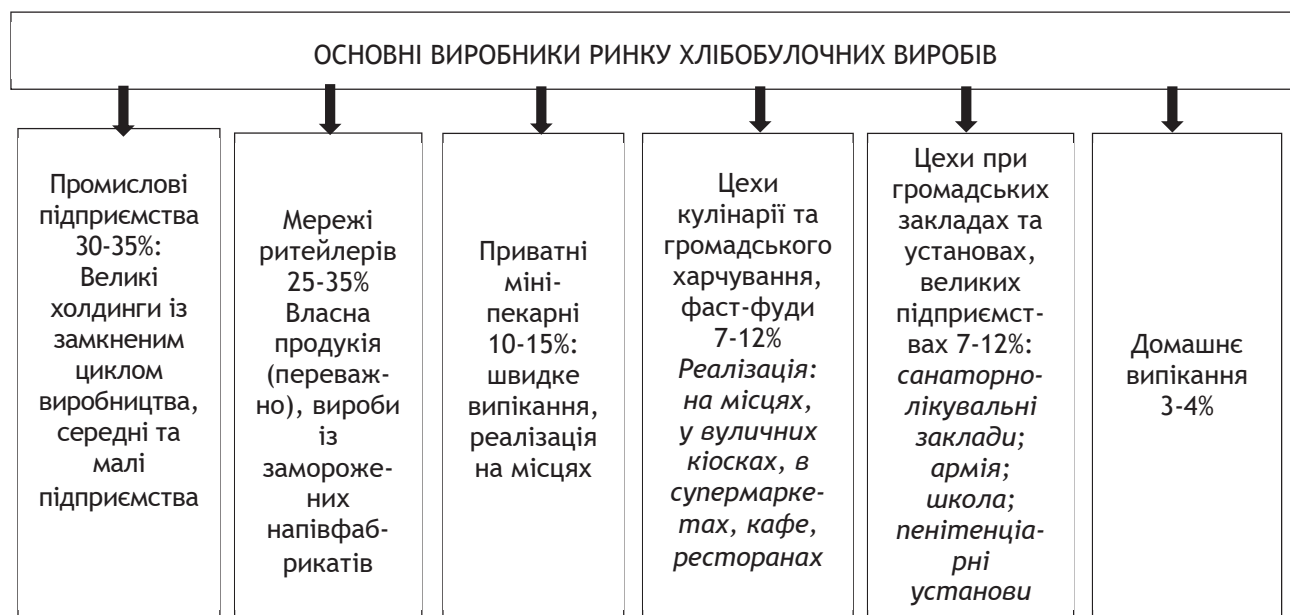 ОСНОВНІ ВИРОБНИКИ РИНКУ ХЛІБОБУЛОЧНИХ ВИРОБІВ
Промислові
підприємства
30-35%:
Великі
холдинги із
замкненим
циклом
виробництва,
середні та
малі
підприємства
Мережі
ритейлерів
25-35%
Власна
продукія
(переваж-
но), вироби
із
заморожe-
них
напівфаб-
рикатів
Приватні
міні-
пекарні
10-15%:
швидке
випікання,
реалізація
на місцях
Цехи
кулінарії та
громадського
харчування,
фаст-фуди
7-12%
Реалізація:
на місцях,
у вуличних
кіосках, в
супермарке-
тах, кафе,
ресторанах
Цехи при
громадських
закладах та
установах,
великих
підприємст-
вах 7-12%:
санаторно-
лікувальні
заклади;
армія;
школа;
пенітенціа-
рні
установи
Домашнє
випікання
3-4%